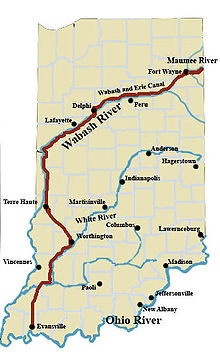 Maumee River
Fort Wayne
Wabash and Erie Canal
Delphi
Peru
Lafayette
Wabash River
Anderson
Hagerstown
Indianapolis
Terre Haute
Martinsville
White River
Columbus
Lawrenceburg
Worthington
Vincennes
Madison
Paoli
Jeffersonville
New Albany
Ohio River
Evansville